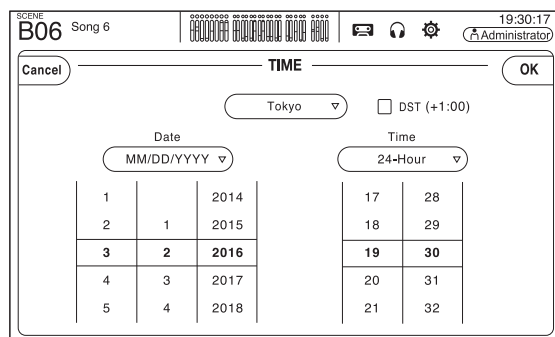 SCENE
B06 Song 6
19:30:17
Administrator
Cancel
TIME
OK
Tokyo
DST (+1:00)
Date
Time
MM/DD/YYYY
24-Hour
1 2014 17 28
2 1 2015 18 29
3 2 2016 19 30
4 3 2017 20 31
5 4 2018 21 32